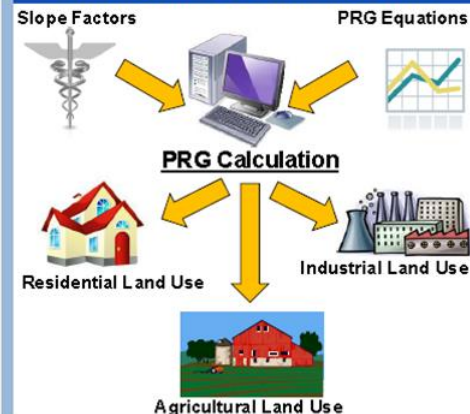 Slope Factors
PRG Equations
PRG Calculation
Residential Land Use
Industrial Land Use
Agricultural Land Use